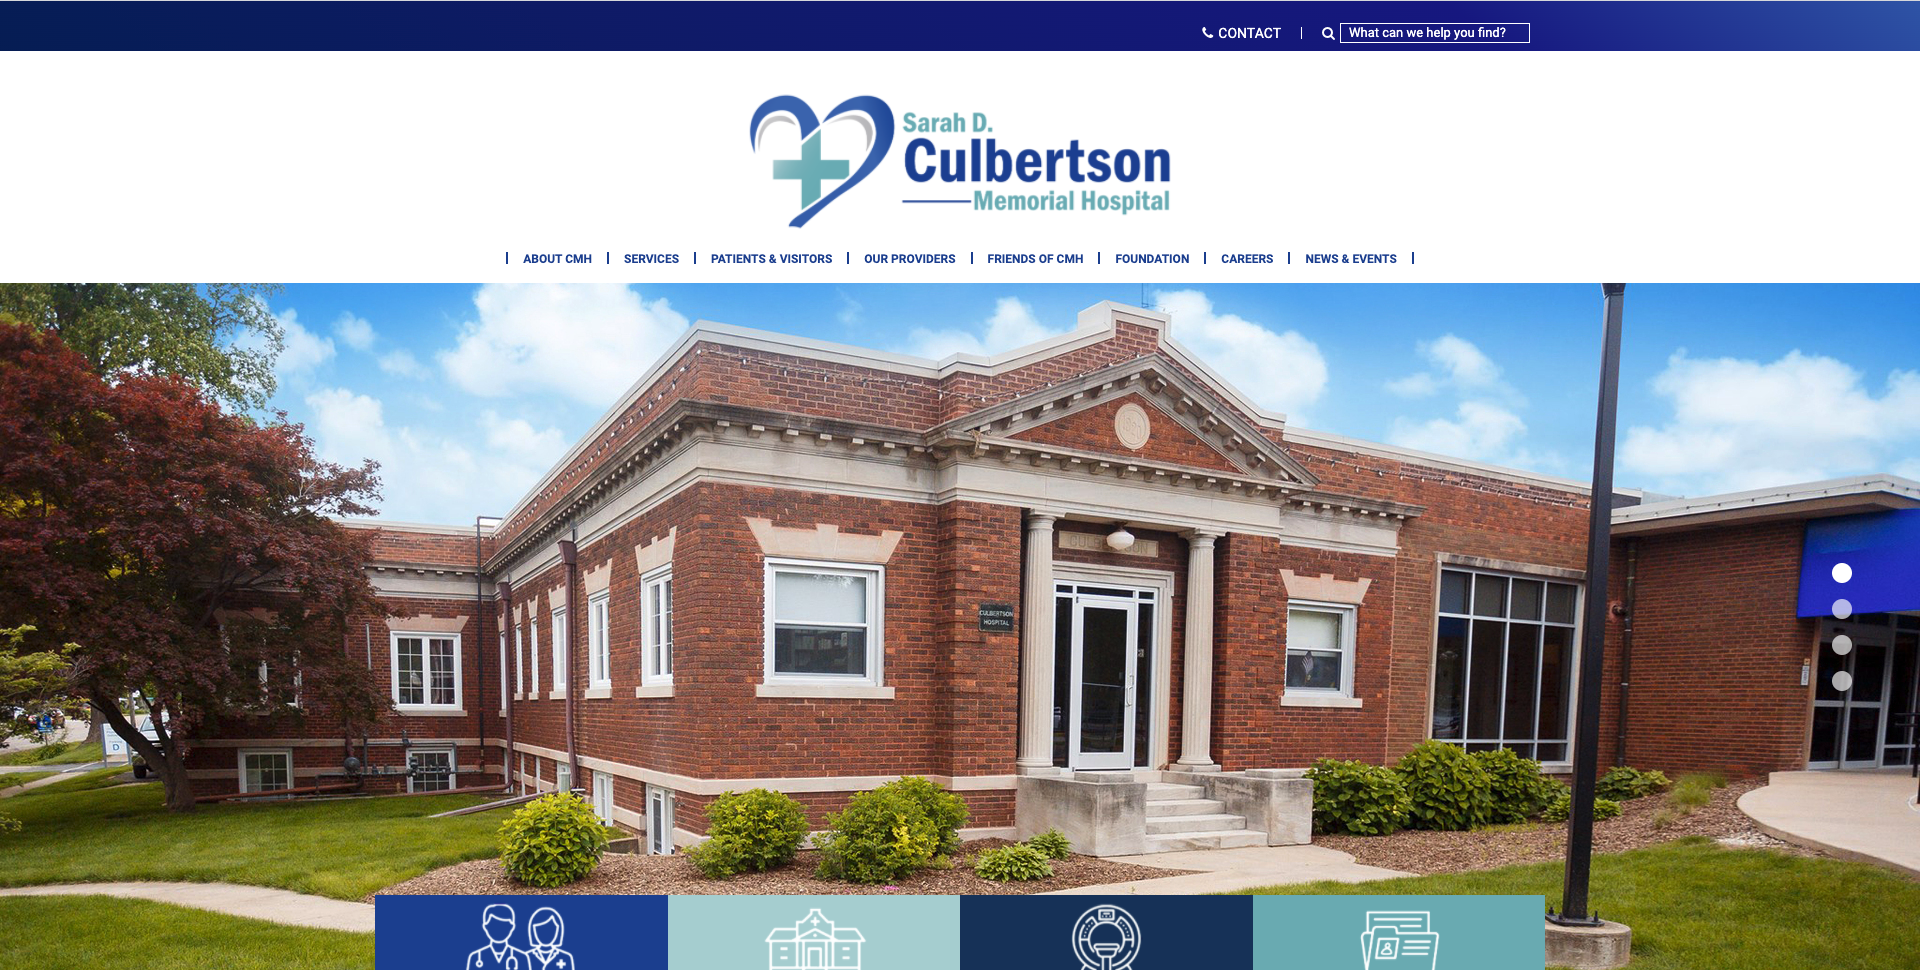 CONTACT
What can we help you find?
Sarah D.
Culbertson
Memorial Hospital
ABOUT CMH
SERVICES
PATIENTS & VISITORS
OUR PROVIDERS
FRIENDS OF CMH
FOUNDATION
CAREERS
NEWS & EVENTS
CULBERTSON
HOSPITAL
D